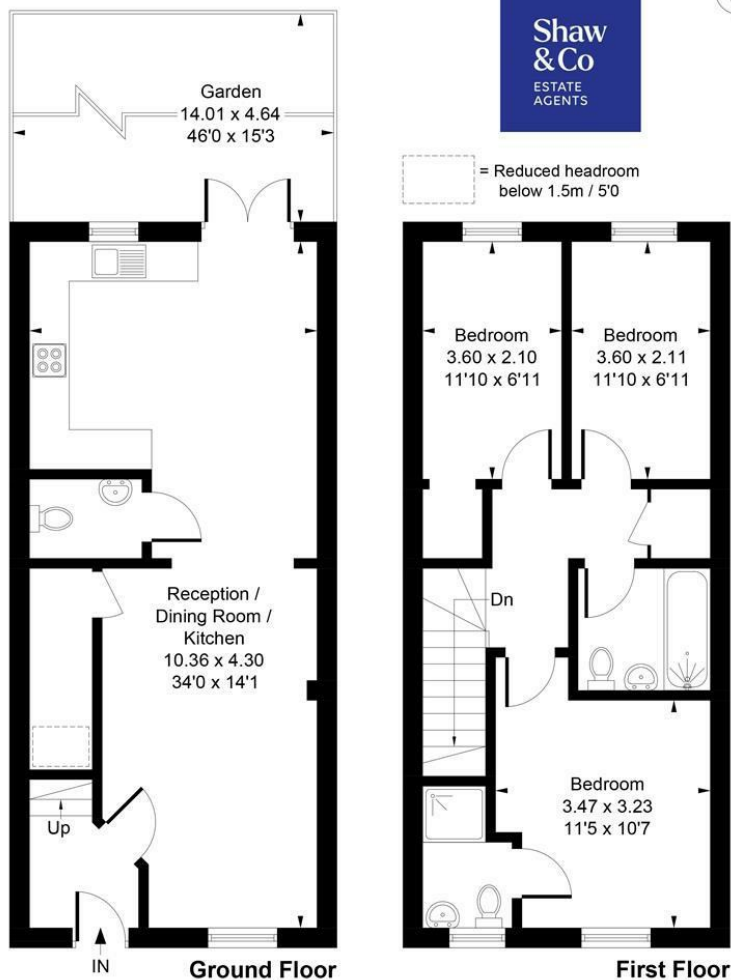 Shaw
& Co
ESTATE
AGENTS
Garden
14.01 x 4.64
46'0 x 15'3
= Reduced headroom
below 1.5m / 5'0
Bedroom
3.60 x 2.10
11'10 x 6'11
Bedroom
3.60 x 2.11
11'10 x 6'11
Reception /
Dining Room /
Kitchen
10.36 x 4.30
34'0 x 14'1
Dn
Up
Bedroom
3.47 x 3.23
11'5 x 10'7
IN
Ground Floor
First Floor